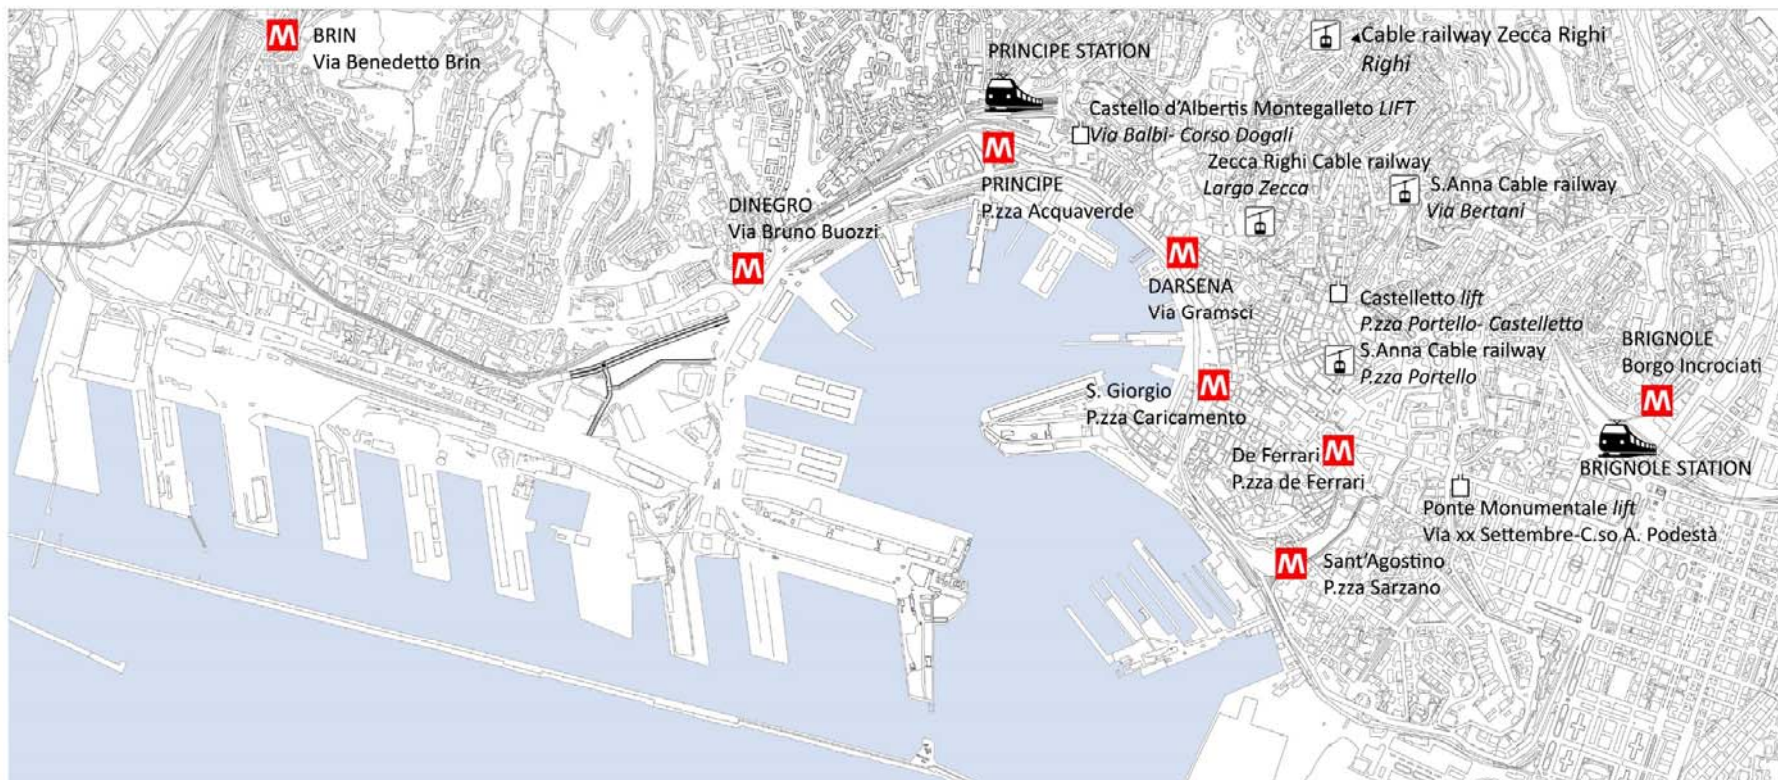 M
BRIN
Via Benedetto Brin
PRINCIPE STATION
Cable railway Zecca Righi
Righi
Castello d'Albertis Montegalleto LIFT
Via Balbi- Corso Dogali
M
PRINCIPE
P.zza Acquaverde
Zecca Righi Cable railway
Largo Zecca
S.Anna Cable railway
Via Bertani
DINEGRO
Via Bruno Buozzi
M
M
DARSENA
Via Gramsci
Castelletto lift
P.zza Portello- Castelletto
S.Anna Cable railway
P.zza Portello
BRIGNOLE
Borgo Incrociati
M
BRIGNOLE STATION
S. Giorgio
P.zza Caricamento
M
De Ferrari
P.zza de Ferrari
M
Ponte Monumentale lift
Via xx Settembre-C.so A. Podestà
M
Sant'Agostino
P.zza Sarzano